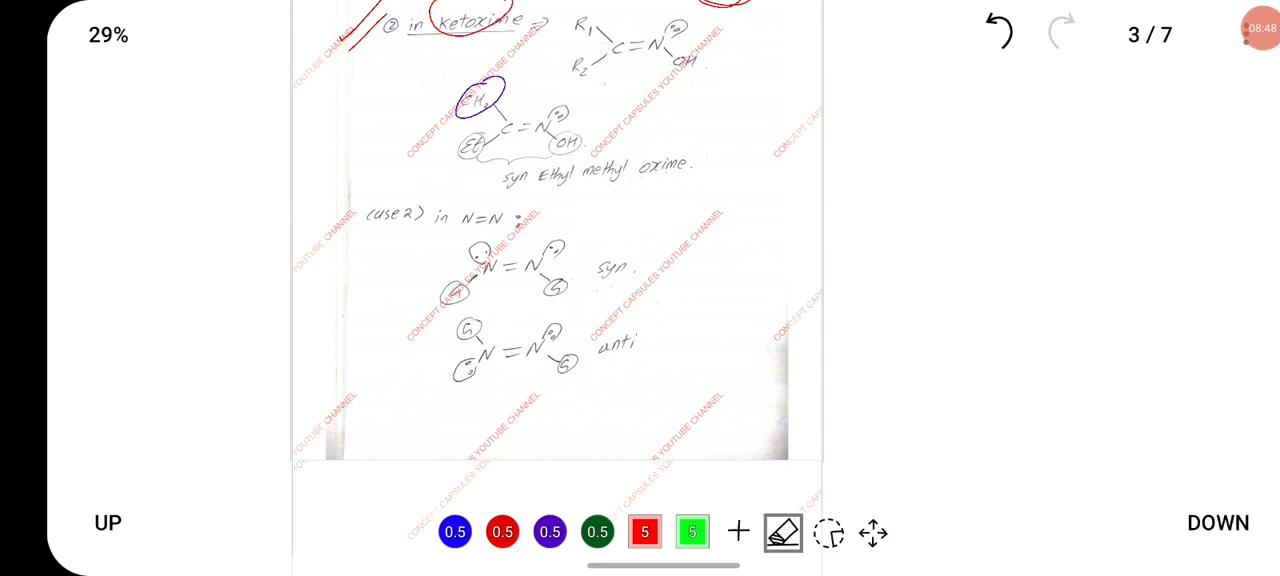 29%
3 / 7
08:48
② in ketoxime ⇒
R1
C = N
R2
OH
CH3
C = N
Et
OH
syn Ethyl methyl oxime.
case 2) in N=N :
N = N syn.
G
G
G
N = N anti
G
CONCEPT CAPSULES YOUTUBE CHANNEL
UP
0.5 0.5 0.5 0.5 5 5
DOWN